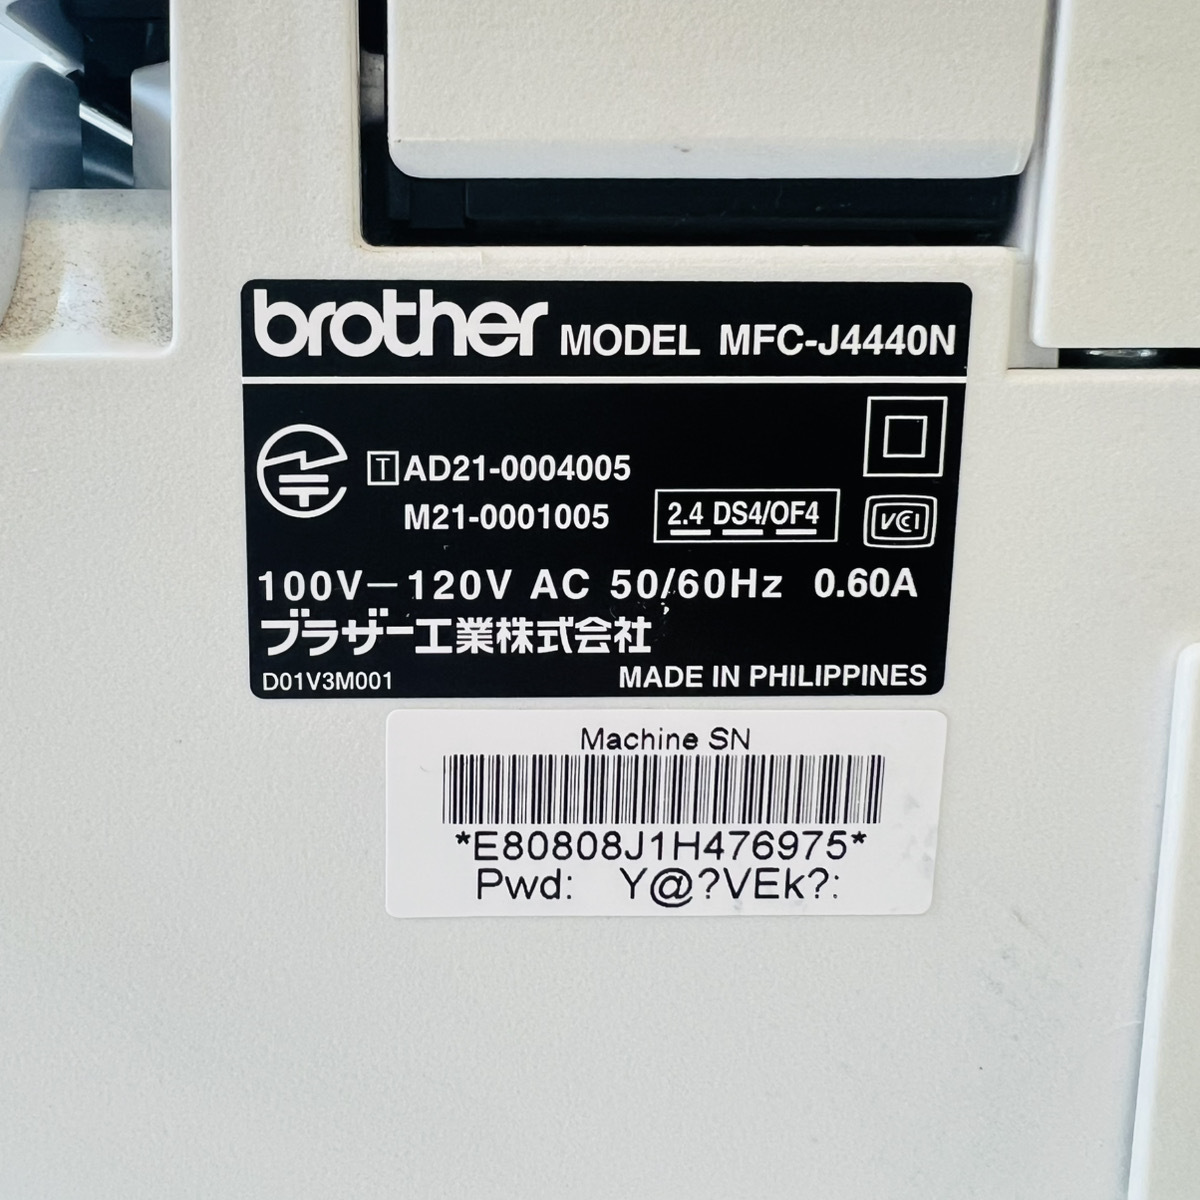 brother MODEL MFC-J4440N
T AD21-0004005
M21-0001005
2.4 DS4/OF4
VCI
100V－120V AC 50/60Hz 0.60A
ブラザー工業株式会社
D01V3M001 MADE IN PHILIPPINES
Machine SN
*E80808J1H476975*
Pwd: Y@?VEk?: